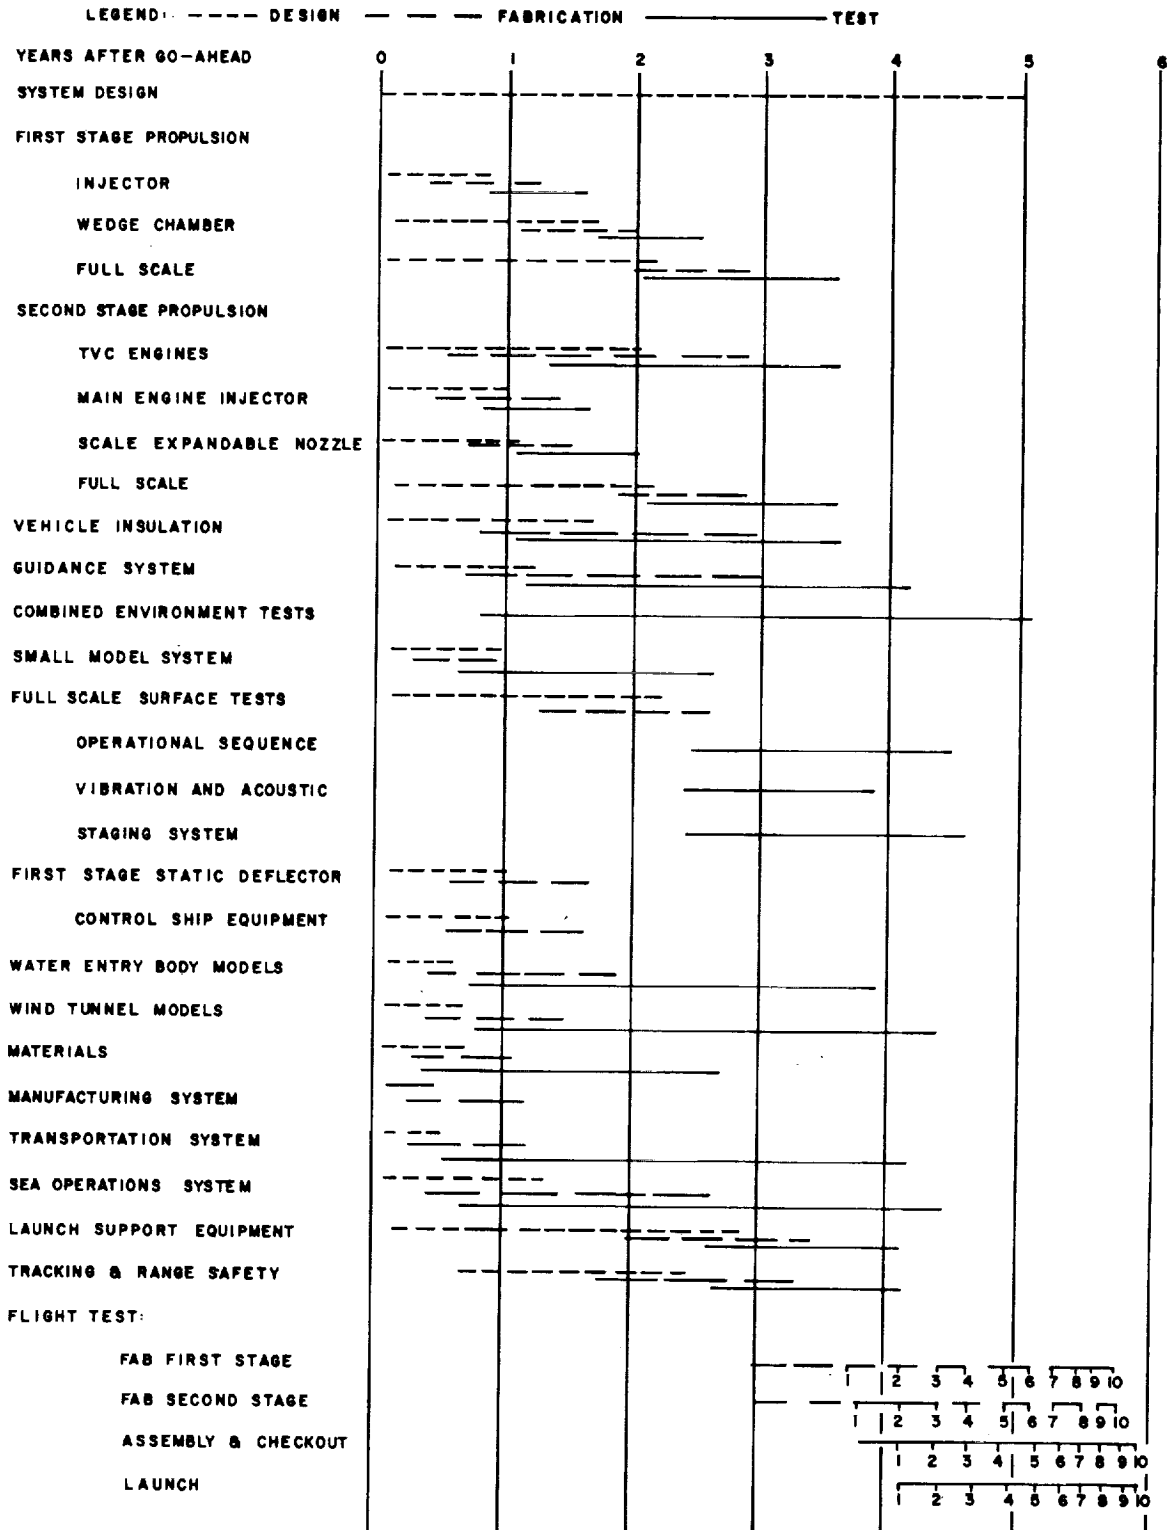 LEGEND: ---- DESIGN — — — FABRICATION ———— TEST
YEARS AFTER GO-AHEAD 0 1 2 3 4 5 6
SYSTEM DESIGN
FIRST STAGE PROPULSION
INJECTOR
WEDGE CHAMBER
FULL SCALE
SECOND STAGE PROPULSION
TVC ENGINES
MAIN ENGINE INJECTOR
SCALE EXPANDABLE NOZZLE
FULL SCALE
VEHICLE INSULATION
GUIDANCE SYSTEM
COMBINED ENVIRONMENT TESTS
SMALL MODEL SYSTEM
FULL SCALE SURFACE TESTS
OPERATIONAL SEQUENCE
VIBRATION AND ACOUSTIC
STAGING SYSTEM
FIRST STAGE STATIC DEFLECTOR
CONTROL SHIP EQUIPMENT
WATER ENTRY BODY MODELS
WIND TUNNEL MODELS
MATERIALS
MANUFACTURING SYSTEM
TRANSPORTATION SYSTEM
SEA OPERATIONS SYSTEM
LAUNCH SUPPORT EQUIPMENT
TRACKING & RANGE SAFETY
FLIGHT TEST:
FAB FIRST STAGE 1 2 3 4 5 6 7 8 9 10
FAB SECOND STAGE 1 2 3 4 5 6 7 8 9 10
ASSEMBLY & CHECKOUT 1 2 3 4 5 6 7 8 9 10
LAUNCH 1 2 3 4 5 6 7 8 9 10